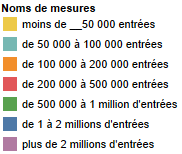 Noms de mesures
moins de __50 000 entrées
de 50 000 à 100 000 entrées
de 100 000 à 200 000 entrées
de 200 000 à 500 000 entrées
de 500 000 à 1 million d'entrées
de 1 à 2 millions d'entrées
plus de 2 millions d'entrées